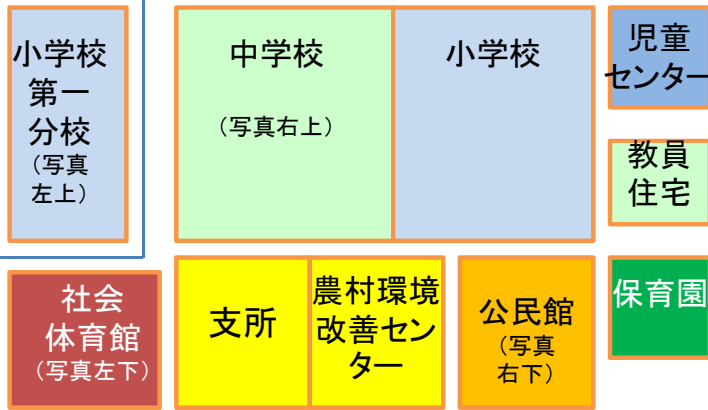 小学校
第一
分校
（写真
左上）
中学校
（写真右上）
小学校
児童
センター
教員
住宅
社会
体育館
（写真左下）
支所
農村環境
改善セン
ター
公民館
（写真
右下）
保育園